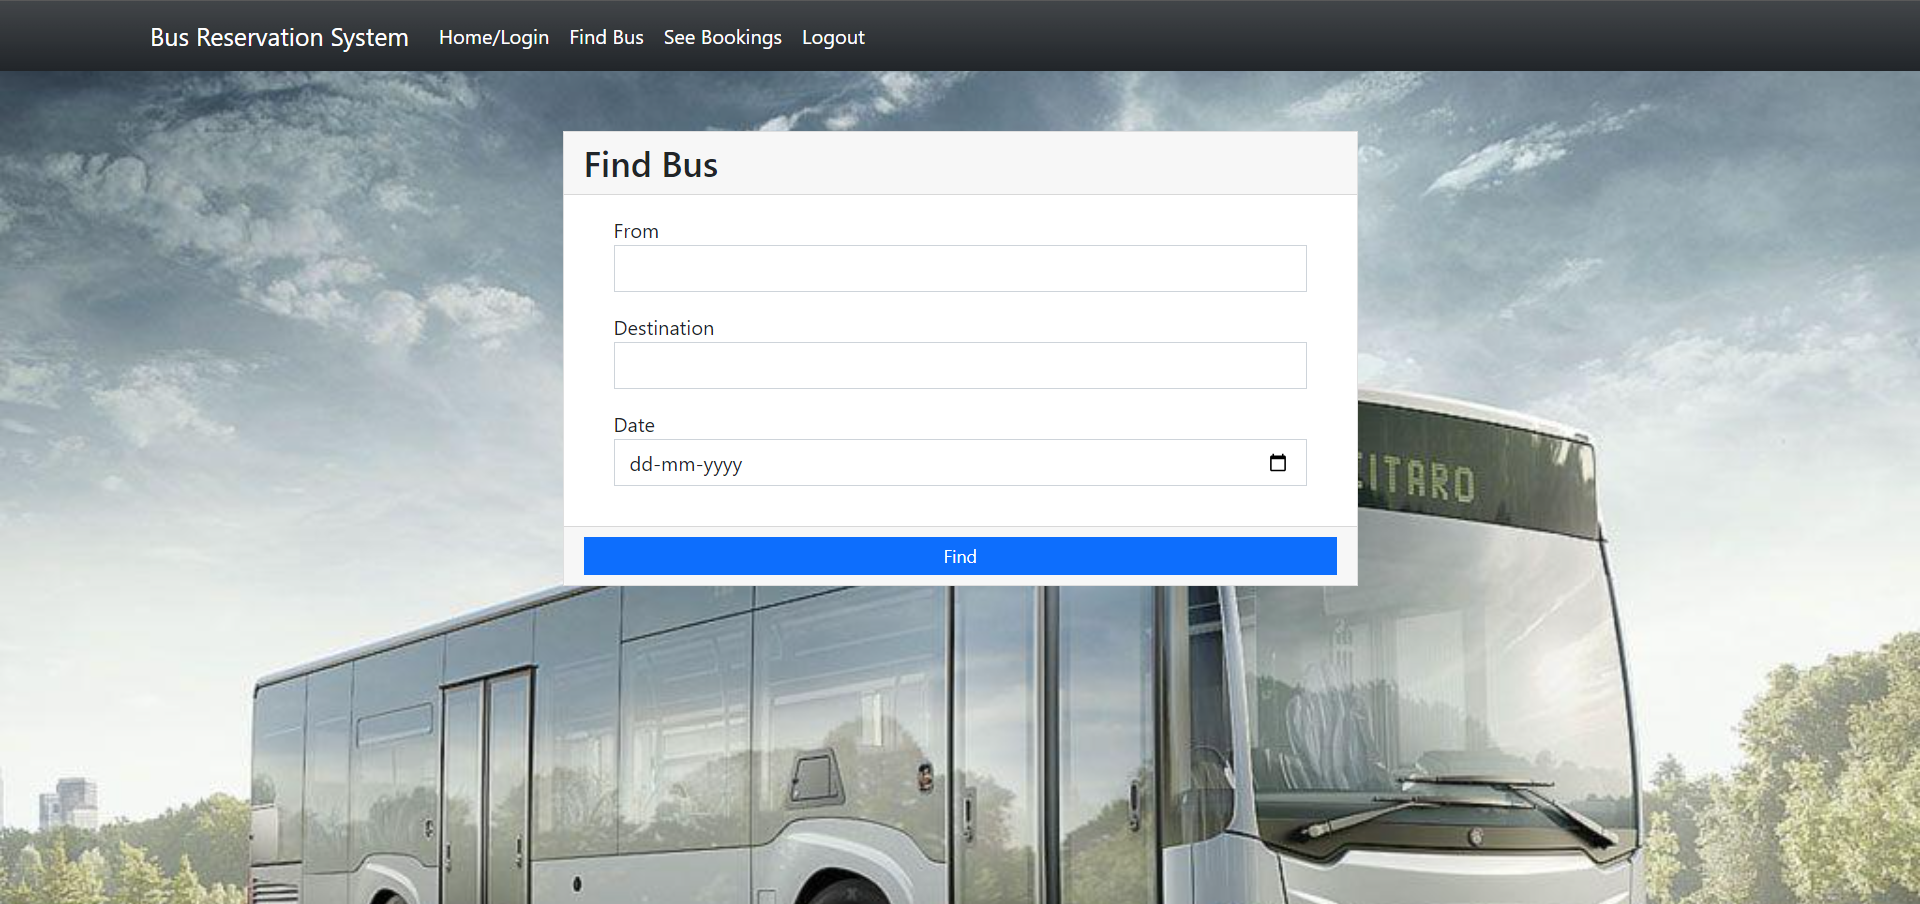 Bus Reservation System Home/Login Find Bus See Bookings Logout
Find Bus
From
Destination
Date
dd-mm-yyyy
CITARO
Find